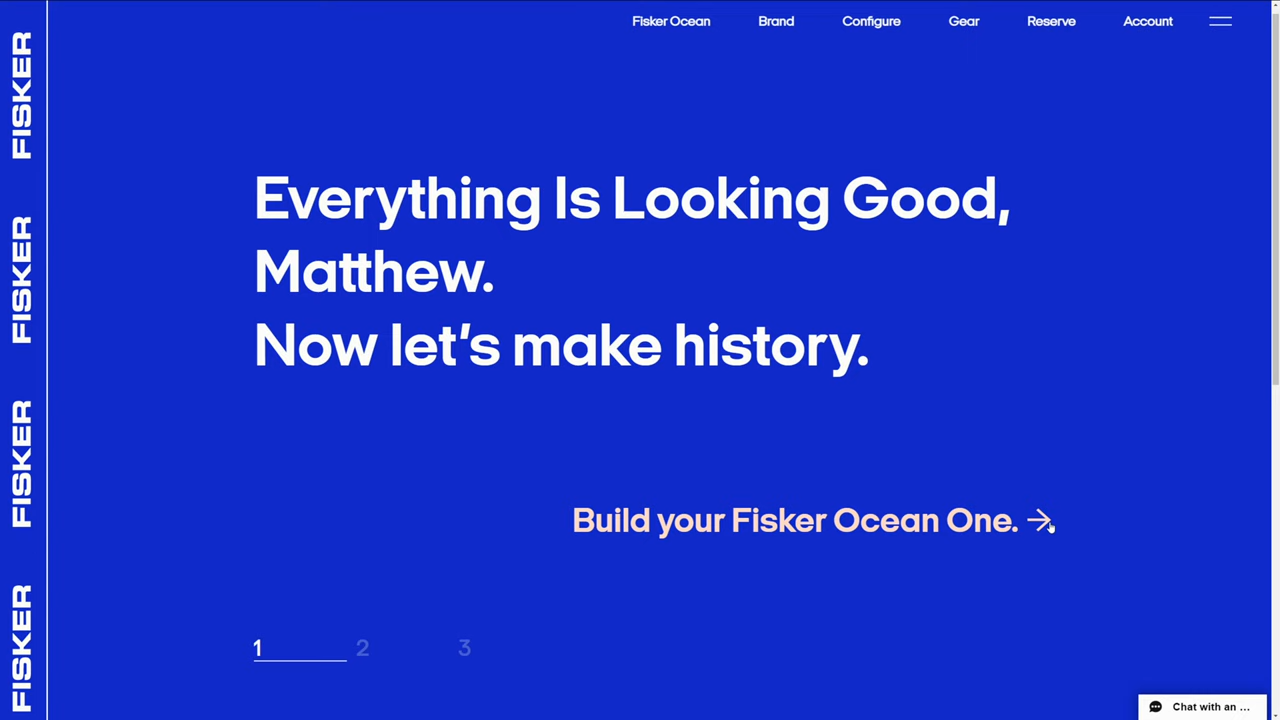 Fisker Ocean
Brand
Configure
Gear
Reserve
Account
FISKER
FISKER
FISKER
FISKER
Everything Is Looking Good,
Matthew.
Now let's make history.
Build your Fisker Ocean One.
1
2
3
Chat with an ...